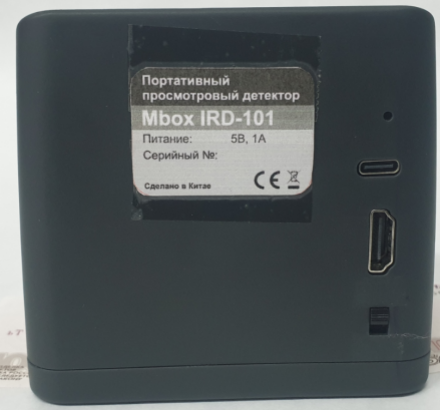 Портативный
просмотровый детектор
Mbox IRD-101
Питание: 5В, 1А
Серийный №:
Сделано в Китае CE